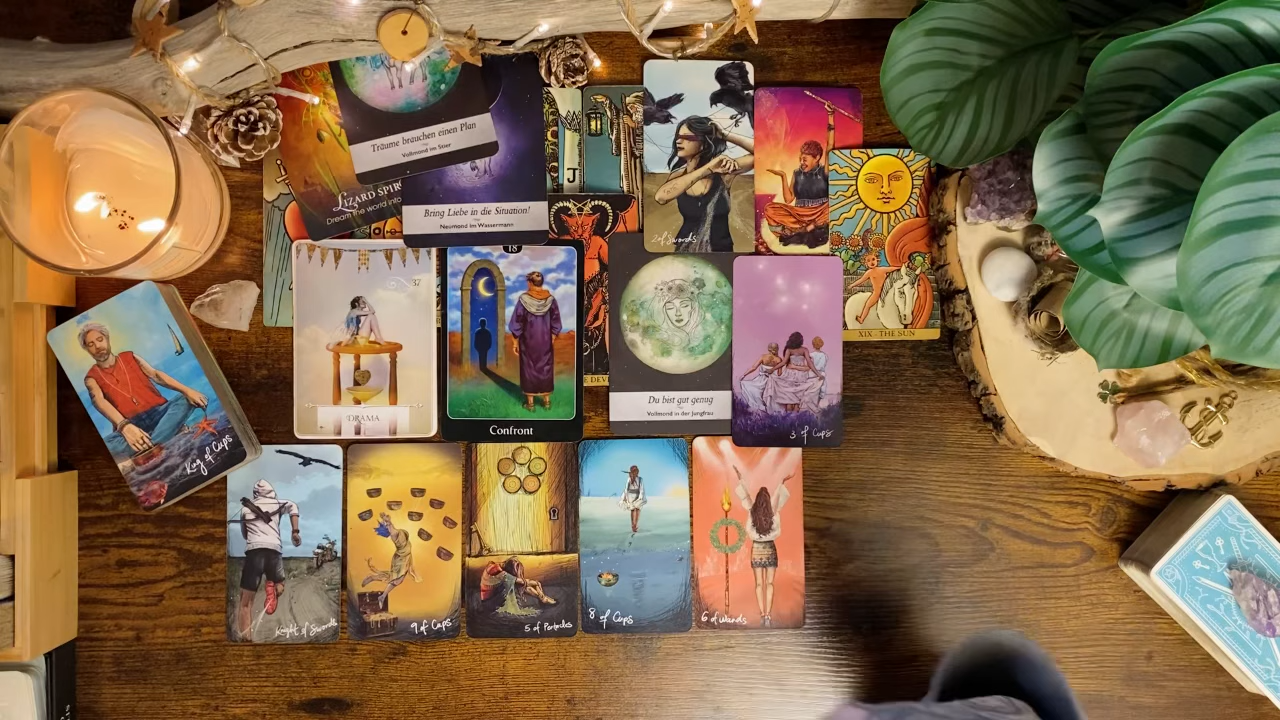 Träume brauchen einen Plan
Vollmond im Stier
LIZARD SPIR
Dream the world into
Bring Liebe in die Situation!
Neumond im Wassermann
J
2 of Swords
XIX • THE SUN
37
DRAMA
18
Confront
E DEV
Du bist gut genug
Vollmond in der Jungfrau
3 of Cups
King of Cups
Knight of Swords
9 of Cups
5 of Pentacles
8 of Cups
6 of Wands